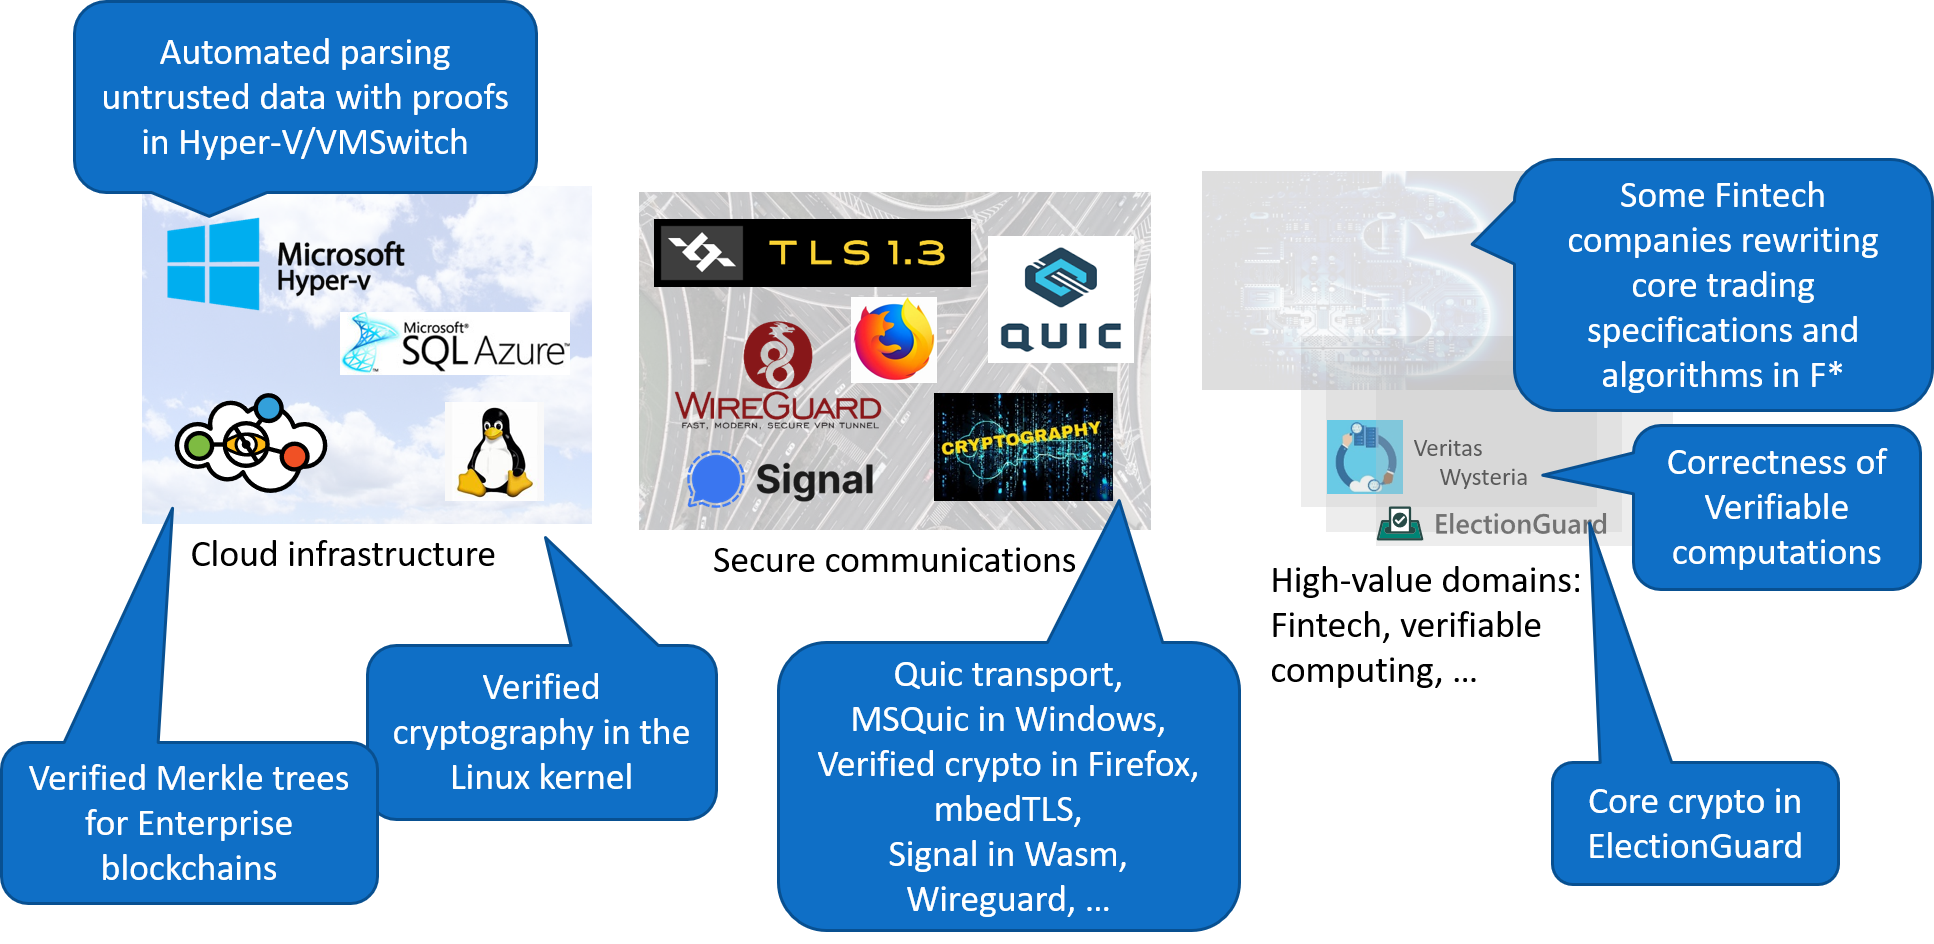 Automated parsing
untrusted data with proofs
in Hyper-V/VMSwitch
Microsoft
Hyper-v
Microsoft®
SQL Azure™
Cloud infrastructure
Verified Merkle trees
for Enterprise
blockchains
Verified
cryptography in the
Linux kernel
TLS 1.3
QUIC
WIREGUARD
FAST, MODERN, SECURE VPN TUNNEL
CRYPTOGRAPHY
Signal
Secure communications
Quic transport,
MSQuic in Windows,
Verified crypto in Firefox,
mbedTLS,
Signal in Wasm,
Wireguard, ...
Some Fintech
companies rewriting
core trading
specifications and
algorithms in F*
Veritas
Wysteria
ElectionGuard
Correctness of
Verifiable
computations
High-value domains:
Fintech, verifiable
computing, ...
Core crypto in
ElectionGuard